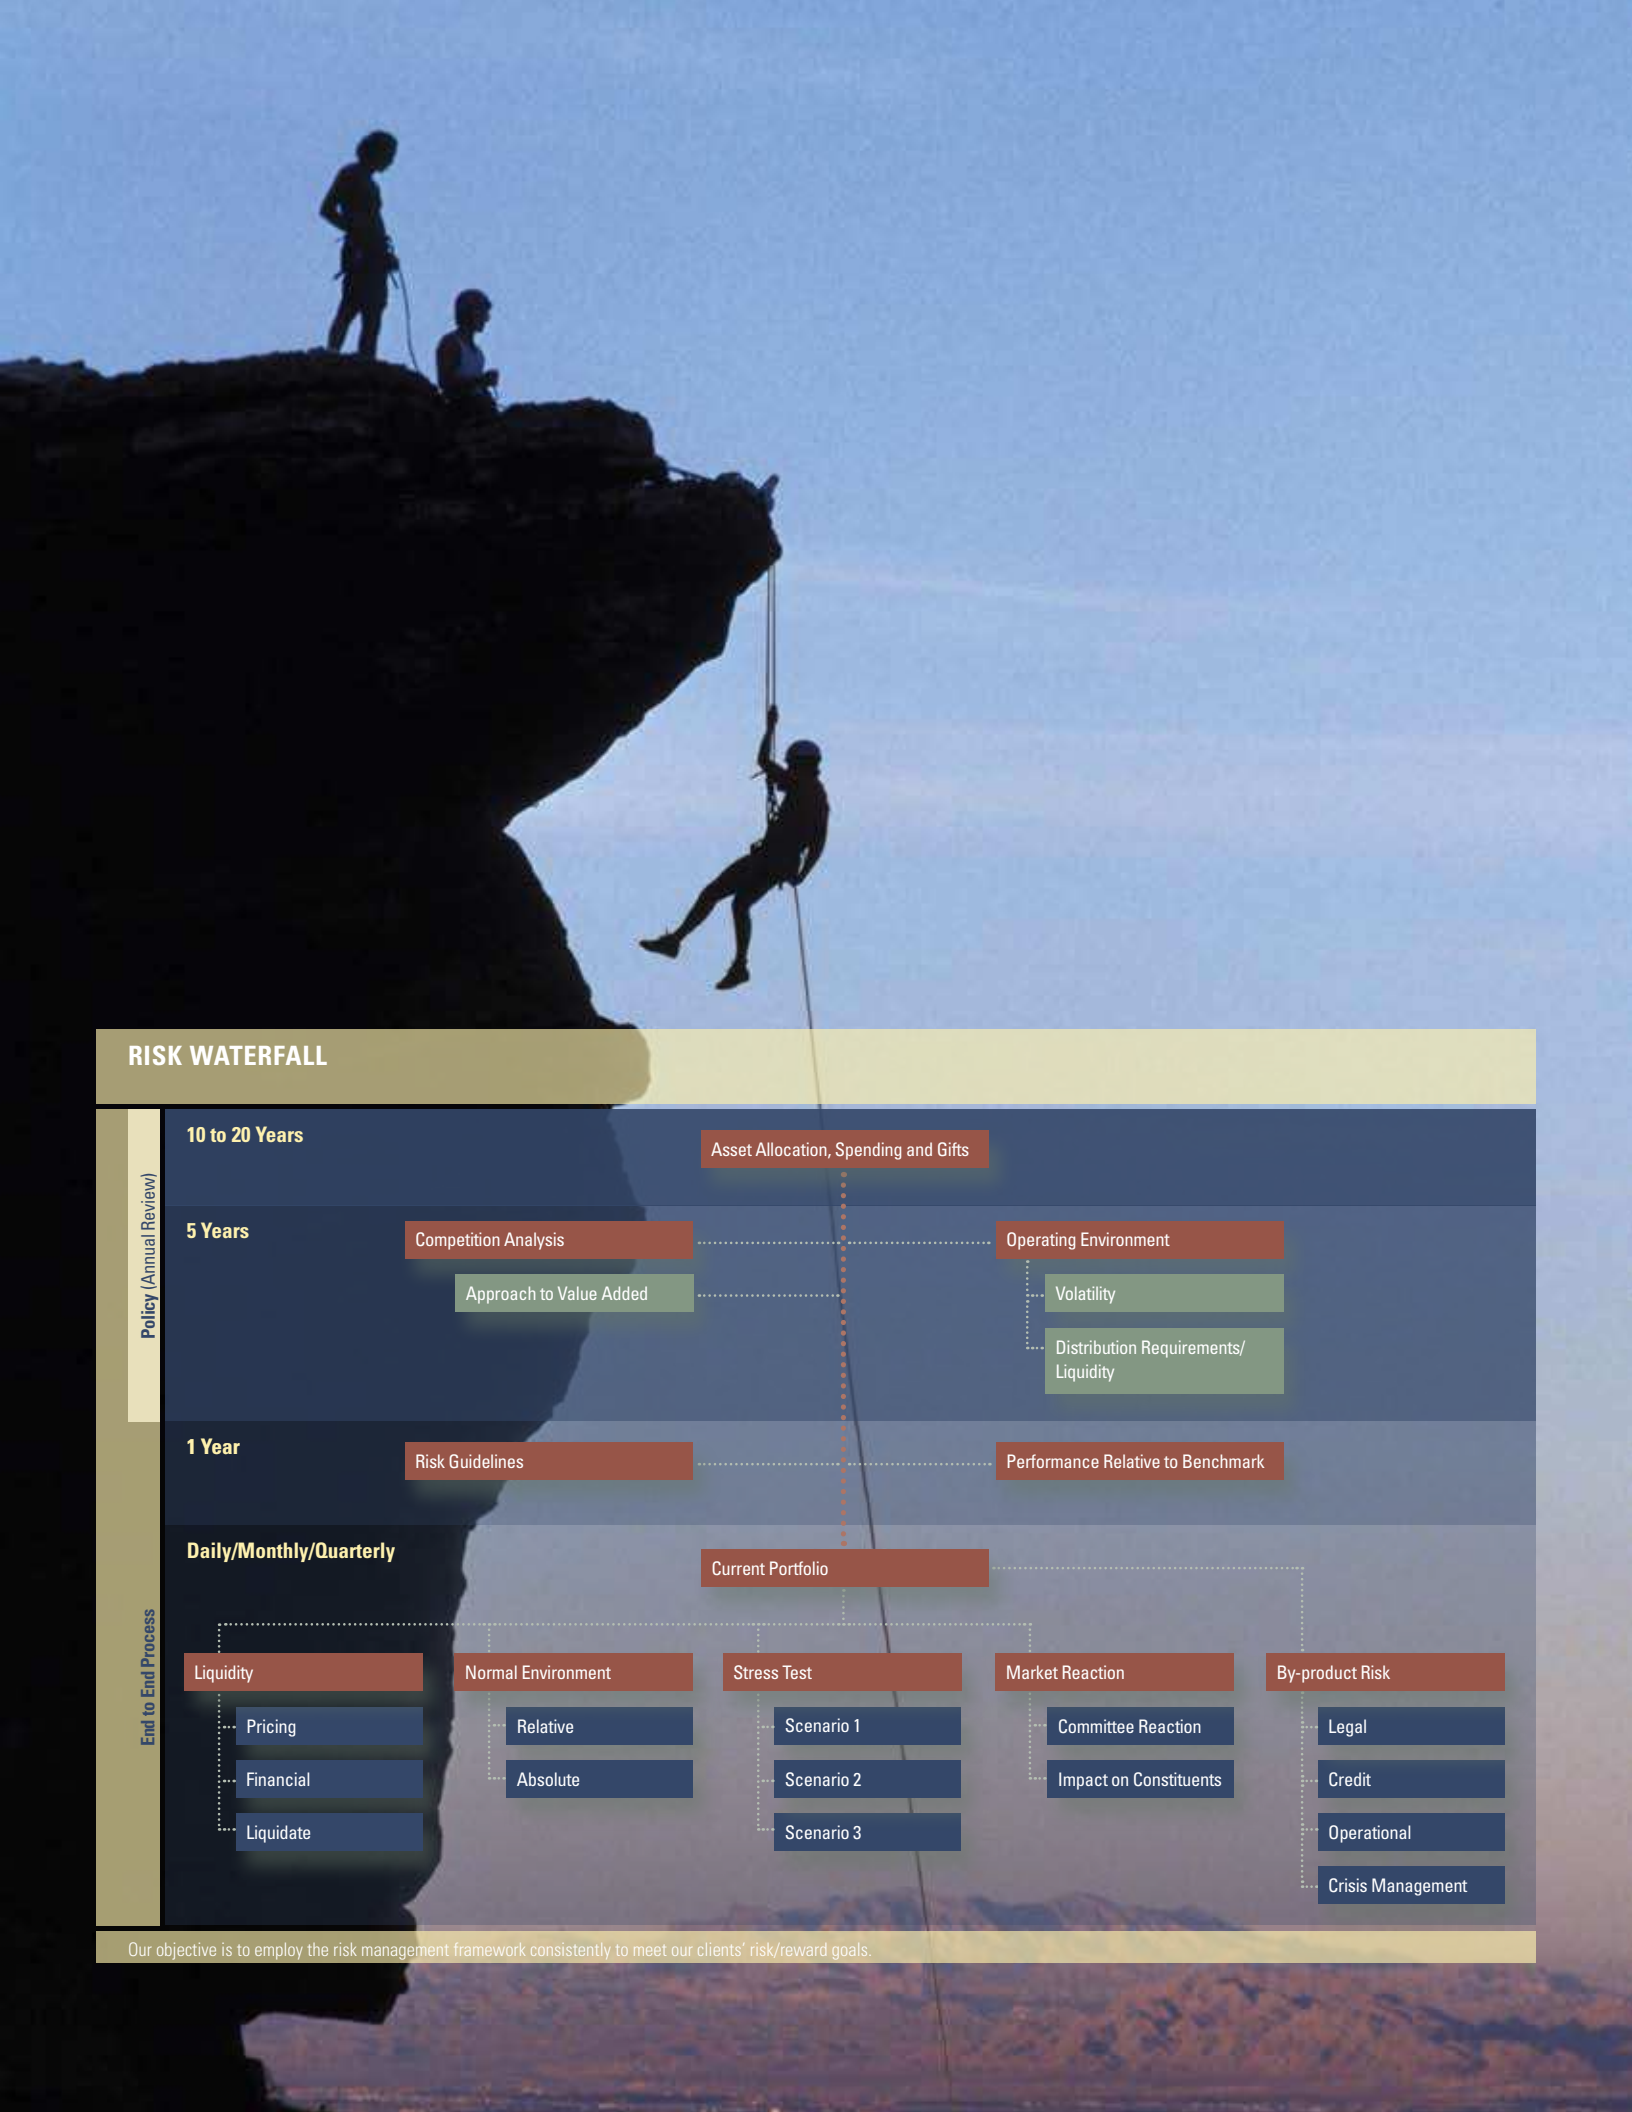 RISK WATERFALL
Policy (Annual Review)
10 to 20 Years
Asset Allocation, Spending and Gifts
5 Years
Competition Analysis
Operating Environment
Approach to Value Added
Volatility
Distribution Requirements/
Liquidity
1 Year
Risk Guidelines
Performance Relative to Benchmark
End to End Process
Daily/Monthly/Quarterly
Current Portfolio
Liquidity
Pricing
Financial
Liquidate
Normal Environment
Relative
Absolute
Stress Test
Scenario 1
Scenario 2
Scenario 3
Market Reaction
Committee Reaction
Impact on Constituents
By-product Risk
Legal
Credit
Operational
Crisis Management
Our objective is to employ the risk management framework consistently to meet our clients' risk/reward goals.